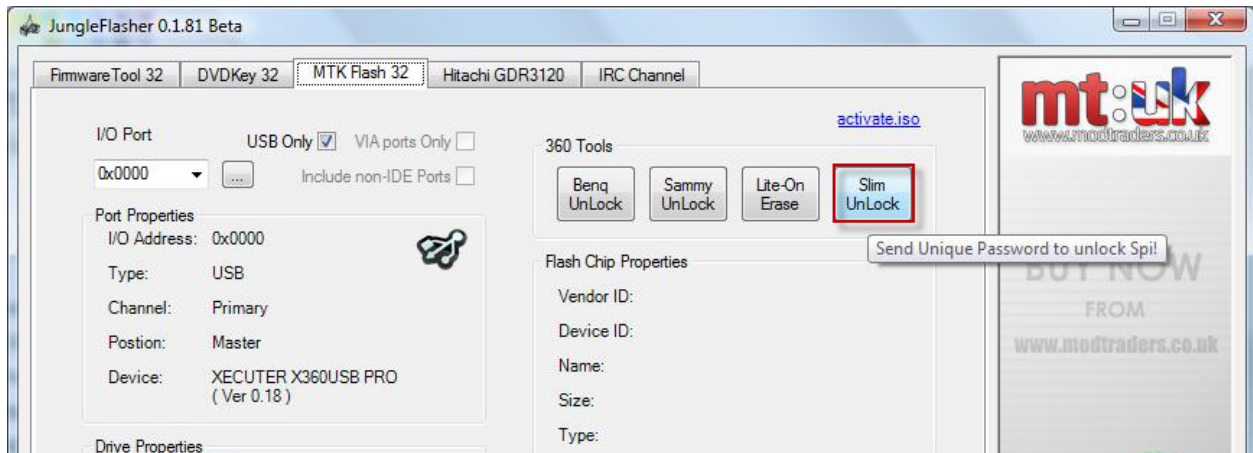 JungleFlasher 0.1.81 Beta
FirmwareTool 32 DVDKey 32 MTK Flash 32 Hitachi GDR3120 IRC Channel
activate.iso
I/O Port USB Only VIA ports Only
0x0000 ... Include non-IDE Ports
Port Properties
I/O Address: 0x0000
Type: USB
Channel: Primary
Postion: Master
Device: XECUTER X360USB PRO
( Ver 0.18 )
Drive Properties
360 Tools
Benq UnLock
Sammy UnLock
Lite-On Erase
Slim UnLock
Send Unique Password to unlock Spi!
Flash Chip Properties
Vendor ID:
Device ID:
Name:
Size:
Type:
mt:uk
www.modtraders.co.uk
BUY NOW
FROM
www.modtraders.co.uk